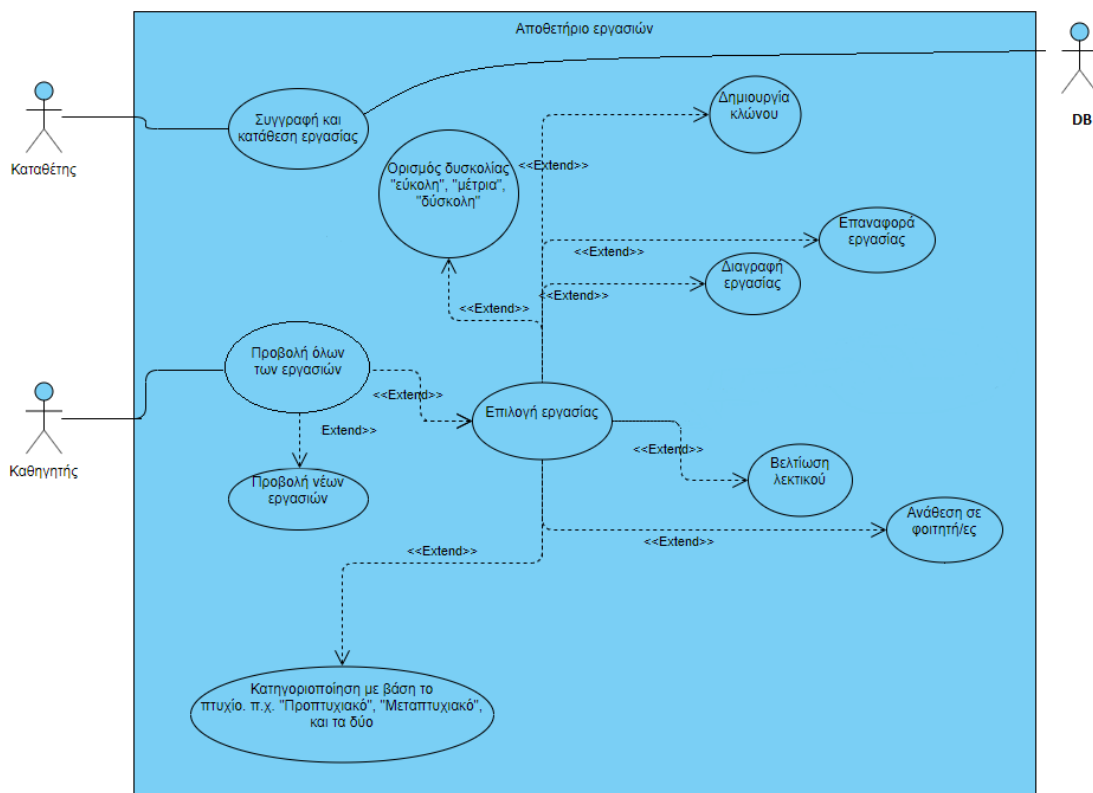 Αποθετήριο εργασιών
Καταθέτης
Συγγραφή και
κατάθεση εργασίας
DB
Δημιουργία
κλώνου
<<Extend>>
Ορισμός δυσκολίας
"εύκολη", "μέτρια",
"δύσκολη"
Επαναφορά
εργασίας
<<Extend>>
Διαγραφή
εργασίας
<<Extend>>
<<Extend>>
Προβολή όλων
των εργασιών
<<Extend>>
Επιλογή εργασίας
Extend>>
<<Extend>>
Καθηγητής
Προβολή νέων
εργασιών
Βελτίωση
λεκτικού
Ανάθεση σε
φοιτητή/ες
<<Extend>>
<<Extend>>
Κατηγοριοποίηση με βάση το
πτυχίο. π.χ. "Προπτυχιακό", "Μεταπτυχιακό",
και τα δύο